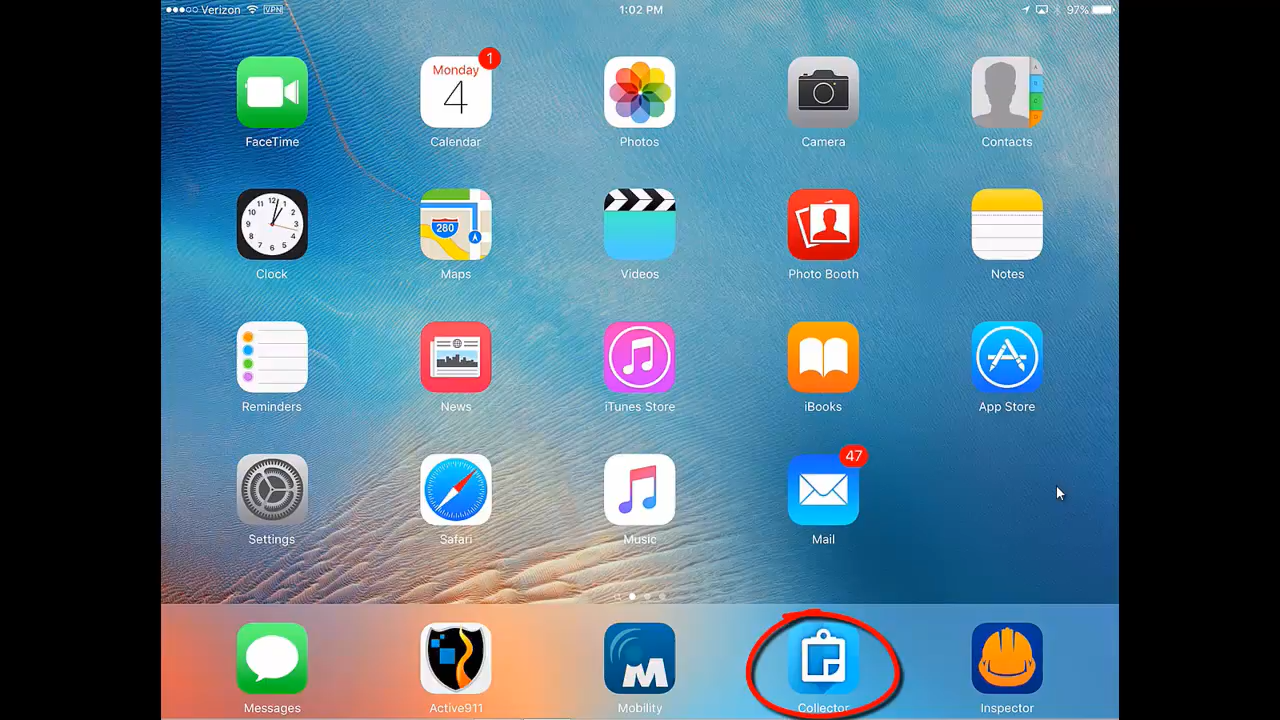 Verizon VPN 1:02 PM 97%
Monday 1
4
FaceTime Calendar Photos Camera Contacts
280
Clock Maps Videos Photo Booth Notes
Reminders News iTunes Store iBooks App Store
47
Settings Safari Music Mail
Messages Active911 Mobility Collector Inspector